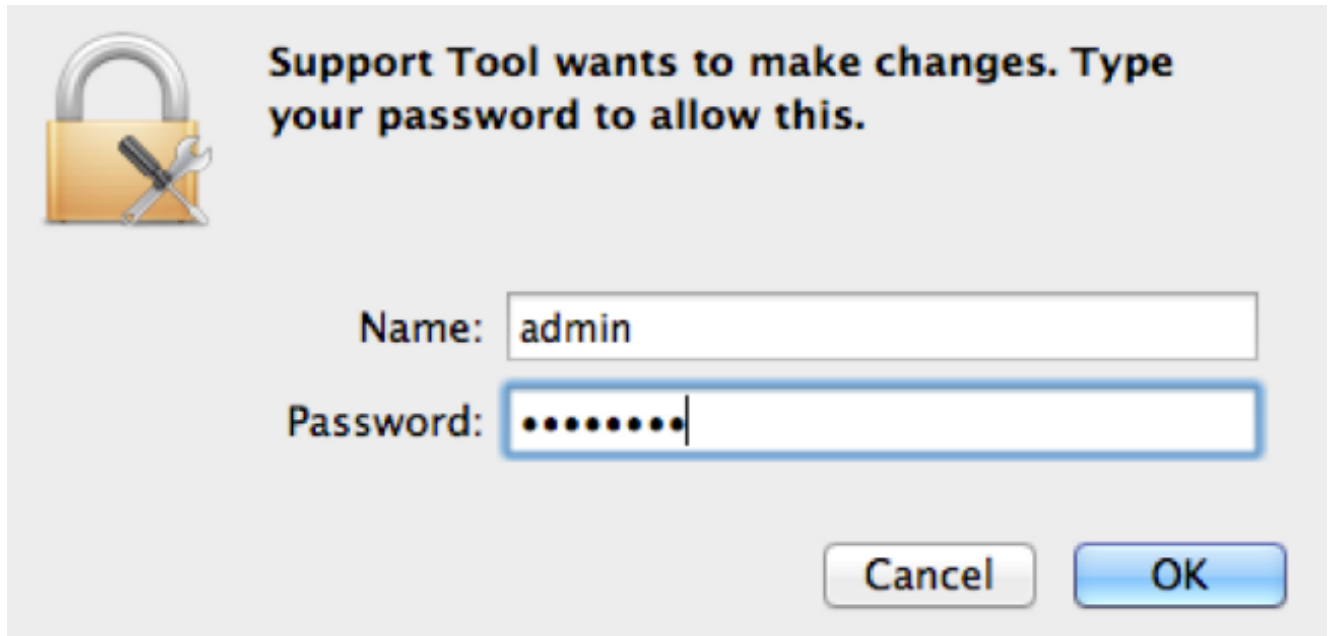 Support Tool wants to make changes. Type
your password to allow this.
Name: admin
Password: ••••••••
Cancel OK